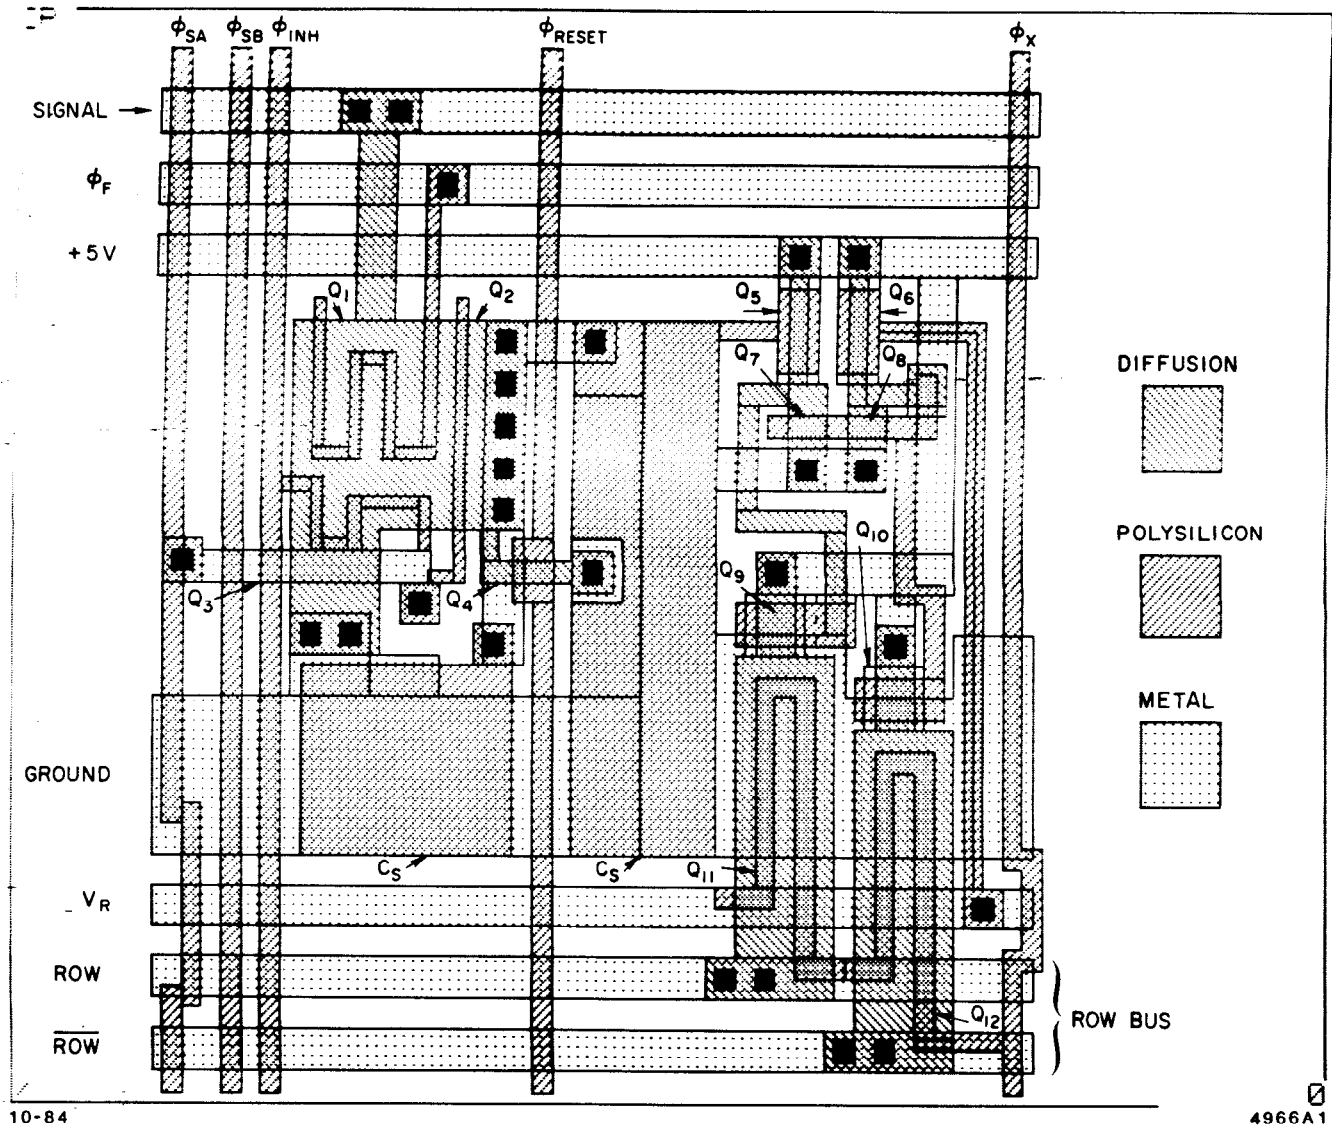 ϕSA ϕSB ϕINH ϕRESET ϕX
SIGNAL
ϕF
+5V
Q1 Q2 Q5 Q6
Q7 Q8
DIFFUSION
Q10
POLYSILICON
Q3 Q4 Q9
METAL
GROUND
CS CS Q11
VR
ROW
Q12
ROW BUS
R̅O̅W̅
10-84
4966A1